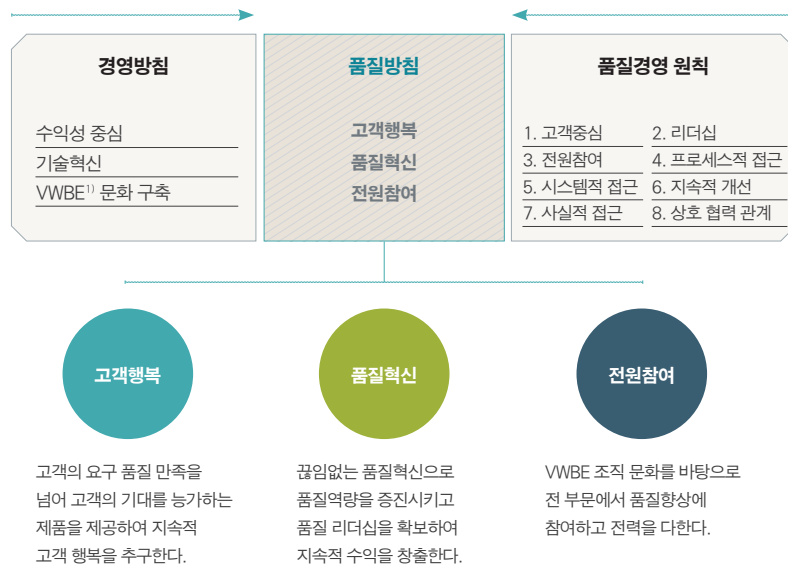 경영방침
수익성 중심
기술혁신
VWBE1) 문화 구축
품질방침
고객행복
품질혁신
전원참여
품질경영 원칙
1. 고객중심 2. 리더십
3. 전원참여 4. 프로세스적 접근
5. 시스템적 접근 6. 지속적 개선
7. 사실적 접근 8. 상호 협력 관계
고객행복
고객의 요구 품질 만족을
넘어 고객의 기대를 능가하는
제품을 제공하여 지속적
고객 행복을 추구한다.
품질혁신
끊임없는 품질혁신으로
품질역량을 증진시키고
품질 리더십을 확보하여
지속적 수익을 창출한다.
전원참여
VWBE 조직 문화를 바탕으로
전 부문에서 품질향상에
참여하고 전력을 다한다.